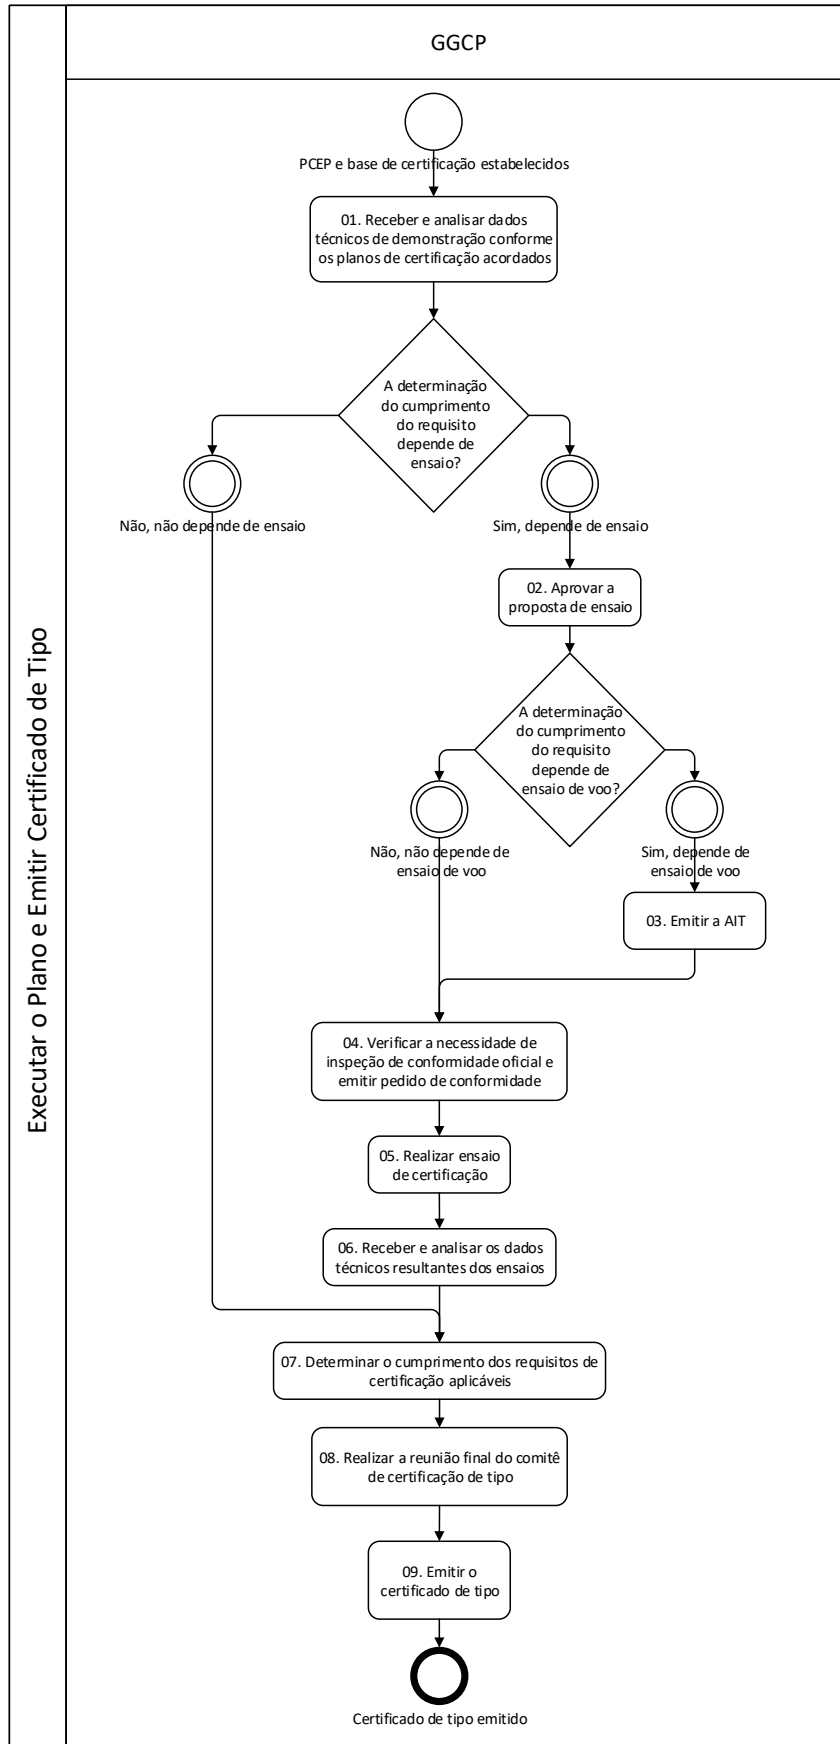 GGCP
Executar o Plano e Emitir Certificado de Tipo
PCEP e base de certificação estabelecidos
01. Receber e analisar dados
técnicos de demonstração conforme
os planos de certificação acordados
A determinação
do cumprimento
do requisito
depende de
ensaio?
Não, não depende de ensaio
Sim, depende de ensaio
02. Aprovar a
proposta de ensaio
A determinação
do cumprimento
do requisito
depende de
ensaio de voo?
Não, não depende de
ensaio de voo
Sim, depende de
ensaio de voo
03. Emitir a AIT
04. Verificar a necessidade de
inspeção de conformidade oficial e
emitir pedido de conformidade
05. Realizar ensaio
de certificação
06. Receber e analisar os dados
técnicos resultantes dos ensaios
07. Determinar o cumprimento dos requisitos de
certificação aplicáveis
08. Realizar a reunião final do comitê
de certificação de tipo
09. Emitir o
certificado de tipo
Certificado de tipo emitido